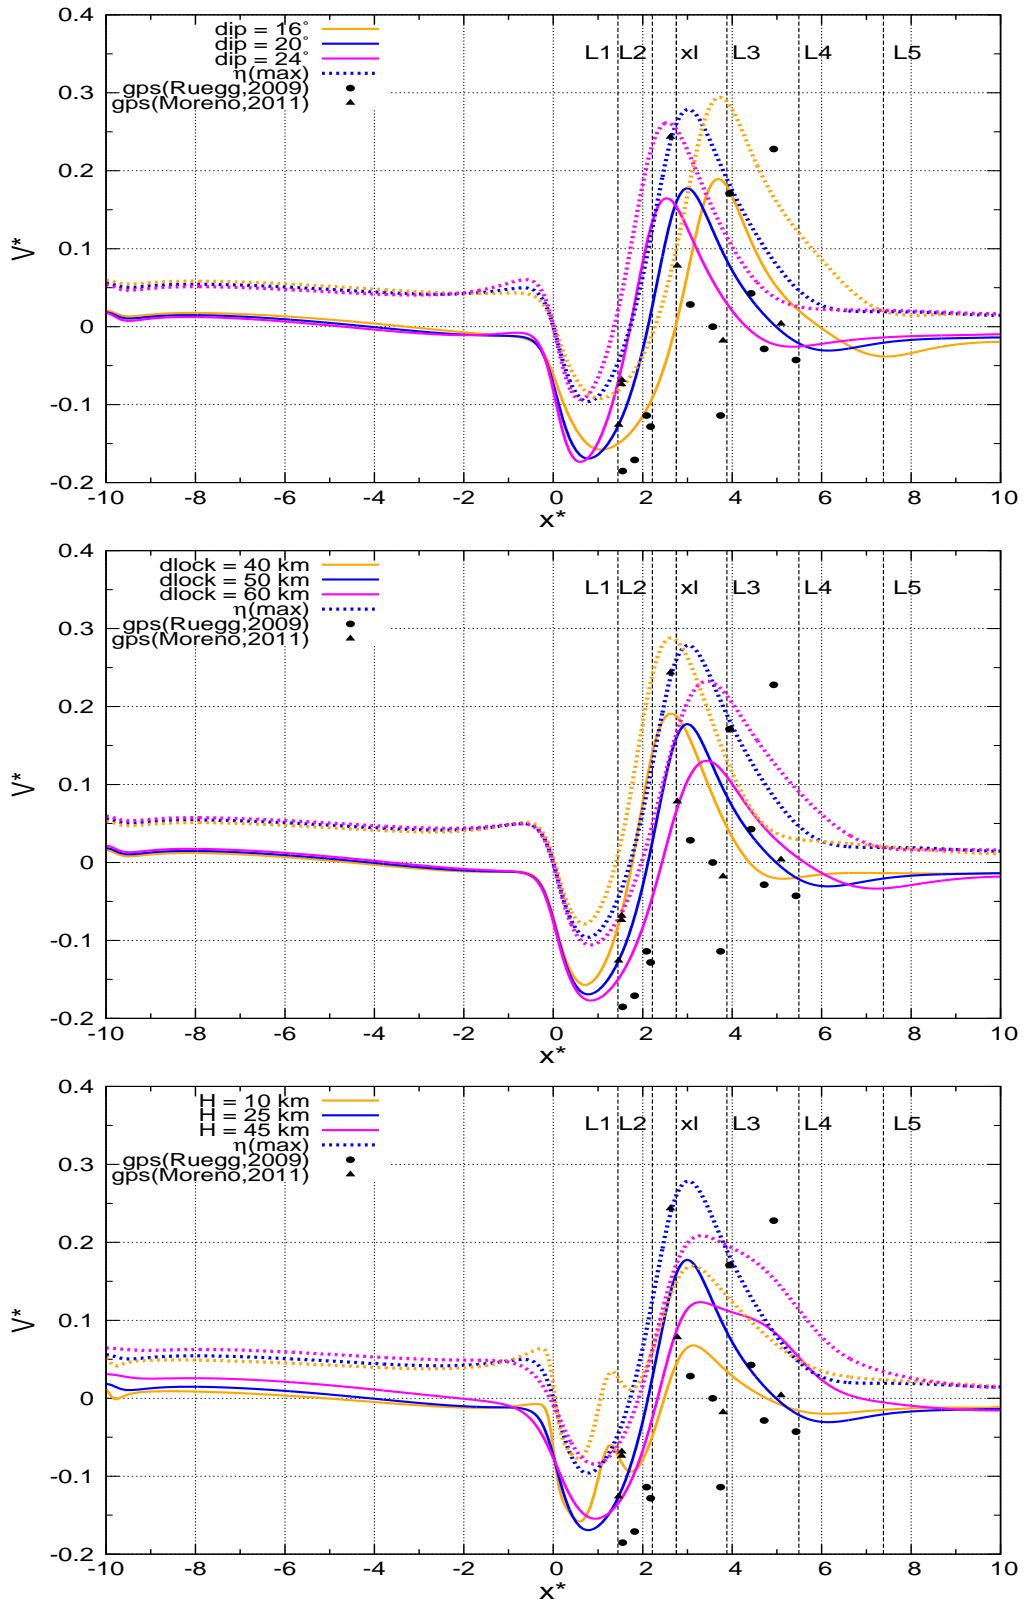 0.4
dip = 16°
dip = 20°
dip = 24°
η(max)
gps(Ruegg,2009)
gps(Moreno,2011)
L1 L2 xl L3 L4 L5
0.3
0.2
0.1
0
-0.1
-0.2
V*
-10 -8 -6 -4 -2 0 2 4 6 8 10
x*
0.4
dlock = 40 km
dlock = 50 km
dlock = 60 km
η(max)
gps(Ruegg,2009)
gps(Moreno,2011)
L1 L2 xl L3 L4 L5
0.3
0.2
0.1
0
-0.1
-0.2
V*
-10 -8 -6 -4 -2 0 2 4 6 8 10
x*
0.4
H = 10 km
H = 25 km
H = 45 km
η(max)
gps(Ruegg,2009)
gps(Moreno,2011)
L1 L2 xl L3 L4 L5
0.3
0.2
0.1
0
-0.1
-0.2
V*
-10 -8 -6 -4 -2 0 2 4 6 8 10
x*